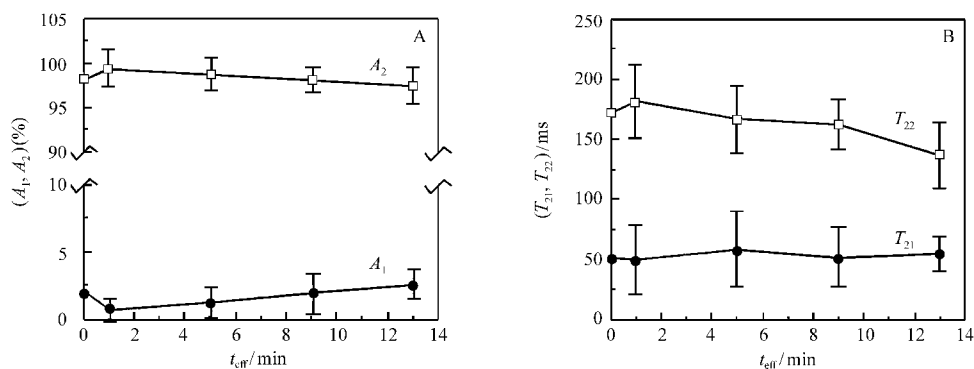 A
105
100
95
90
10
5
0
A₂
A₁
(A₁, A₂)(%)
0 2 4 6 8 10 12 14
t_eff/min
B
250
200
150
100
50
0
T₂₂
T₂₁
(T₂₁, T₂₂)/ms
0 2 4 6 8 10 12 14
t_eff/min